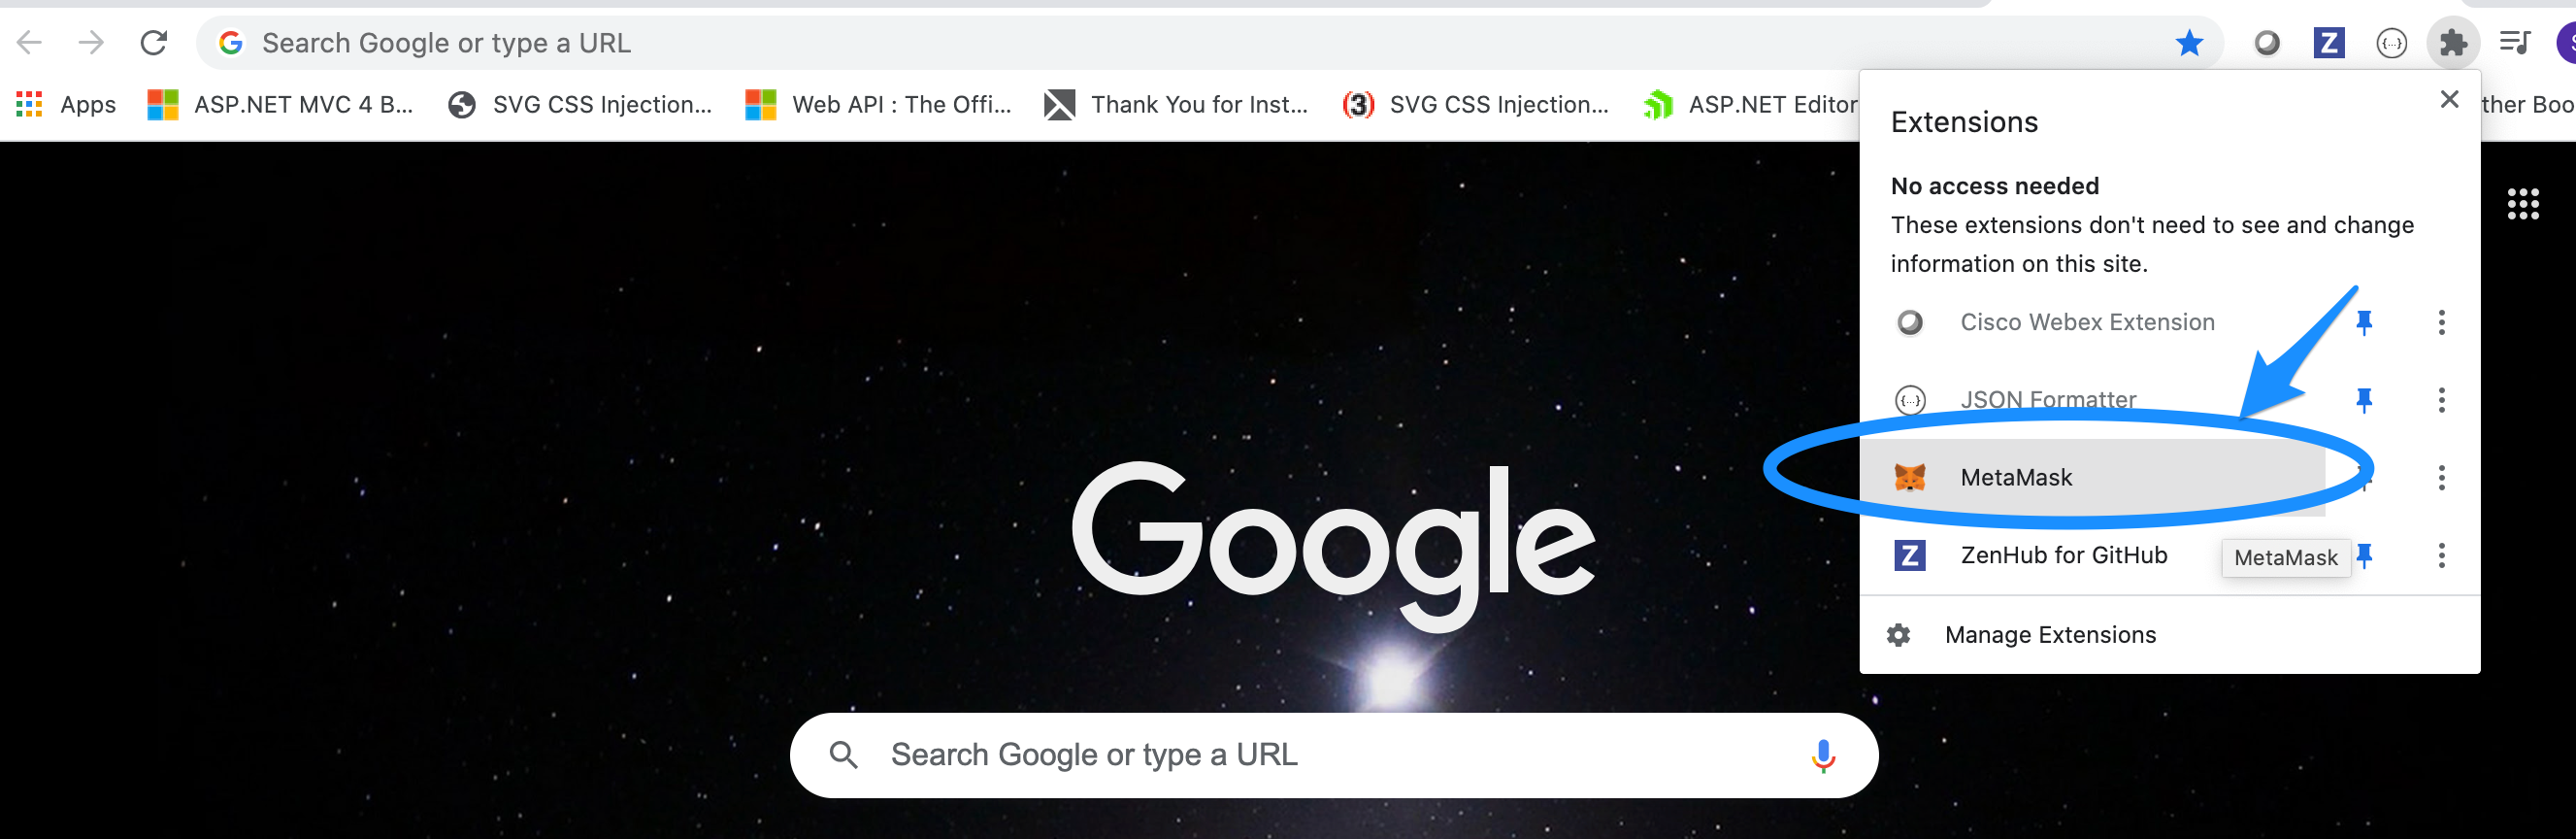 Search Google or type a URL
Z
{...}
S
Apps
ASP.NET MVC 4 B...
SVG CSS Injection...
Web API : The Offi...
Thank You for Inst...
(3)
SVG CSS Injection...
ASP.NET Editor
ther Boo
Extensions
No access needed
These extensions don't need to see and change
information on this site.
Cisco Webex Extension
{...}
JSON Formatter
MetaMask
Z
ZenHub for GitHub
MetaMask
Manage Extensions
Google
Search Google or type a URL